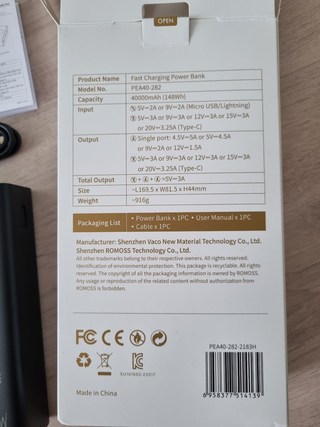 OPEN
Product Name Fast Charging Power Bank
Model No. PEA40-282
Capacity 40000mAh (148Wh)
Input 5V⎓2A or 9V⎓2A (Micro USB/Lightning)
5V⎓3A or 9V⎓3A or 12V⎓3A or 15V⎓3A
or 20V⎓3.25A (Type-C)
Output Single port: 4.5V⎓5A or 5V⎓4.5A
or 9V⎓2A or 12V⎓1.5A
5V⎓3A or 9V⎓3A or 12V⎓3A or 15V⎓3A
or 20V⎓3.25A (Type-C)
Total Output + + =5V⎓3A
Size ~L169.5 x W81.5 x H44mm
Weight ~916g
Packaging List • Power Bank x 1PC • User Manual x 1PC
• Cable x 1PC
Manufacturer: Shenzhen Vaco New Material Technology Co., Ltd.
Shenzhen ROMOSS Technology Co., Ltd.
All other trademarks belong to their respective owners. All rights reserved.
Identification of environmental protection: This package is recyclable. All rights
reserved. The copyright of all the packaging information is owned by ROMOSS.
Any usage or reproduction of the related content without authorization from
ROMOSS is forbidden.
FC CE
PEA40-282-2183H
Made in China
6 958377 514139